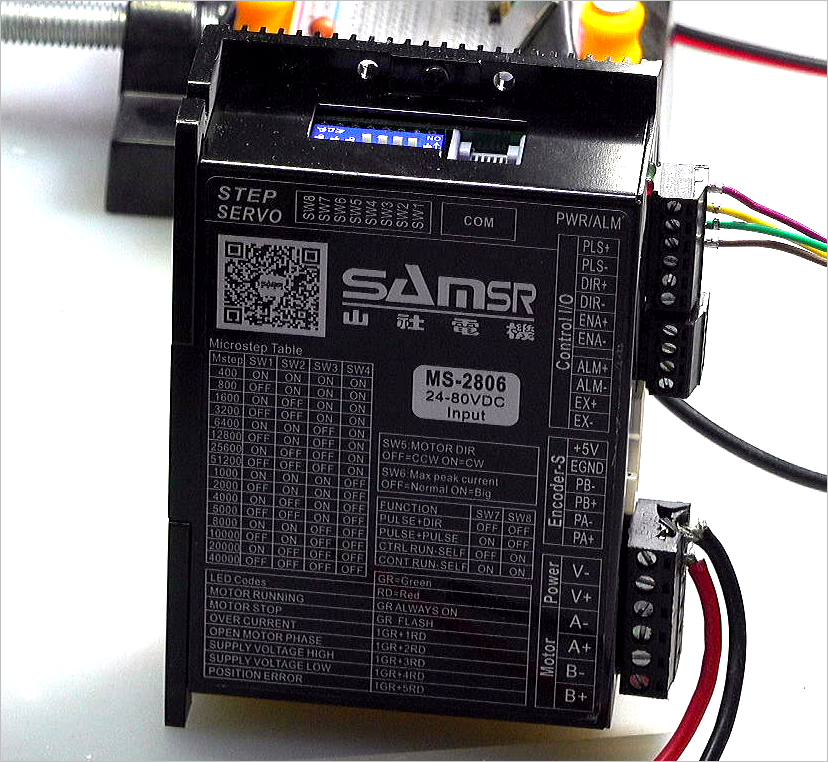 STEP
SERVO
SW8
SW7
SW6
SW5
SW4
SW3
SW2
SW1
COM
PWR/ALM
ON
SAMSR
山社電機
MS-2806
24-80VDC
Input
Microstep Table
Mstep SW1 SW2 SW3 SW4
400 ON ON ON ON
800 OFF ON ON ON
1600 ON OFF ON ON
3200 OFF OFF ON ON
6400 ON ON OFF ON
12800 OFF ON OFF ON
25600 ON OFF OFF ON
51200 OFF OFF OFF ON
1000 ON ON ON OFF
2000 OFF ON ON OFF
4000 ON OFF ON OFF
5000 OFF OFF ON OFF
8000 ON ON OFF OFF
10000 OFF ON OFF OFF
20000 ON OFF OFF OFF
40000 OFF OFF OFF OFF
SW5:MOTOR DIR
OFF=CCW ON=CW
SW6:Max peak current
OFF=Normal ON=Big
FUNCTION SW7 SW8
PULSE+DIR OFF OFF
PULSE+PULSE ON OFF
CTRL RUN-SELF OFF ON
CONT RUN-SELF ON ON
LED Codes GR=Green
RD=Red
MOTOR RUNNING GR ALWAYS ON
MOTOR STOP GR FLASH
OVER CURRENT 1GR+1RD
OPEN MOTOR PHASE 1GR+2RD
SUPPLY VOLTAGE HIGH 1GR+3RD
SUPPLY VOLTAGE LOW 1GR+4RD
POSITION ERROR 1GR+5RD
Control I/O
PLS+
PLS-
DIR+
DIR-
ENA+
ENA-
ALM+
ALM-
EX+
EX-
Encoder-S
+5V
EGND
PB-
PB+
PA-
PA+
Power
V-
V+
Motor
A-
A+
B-
B+